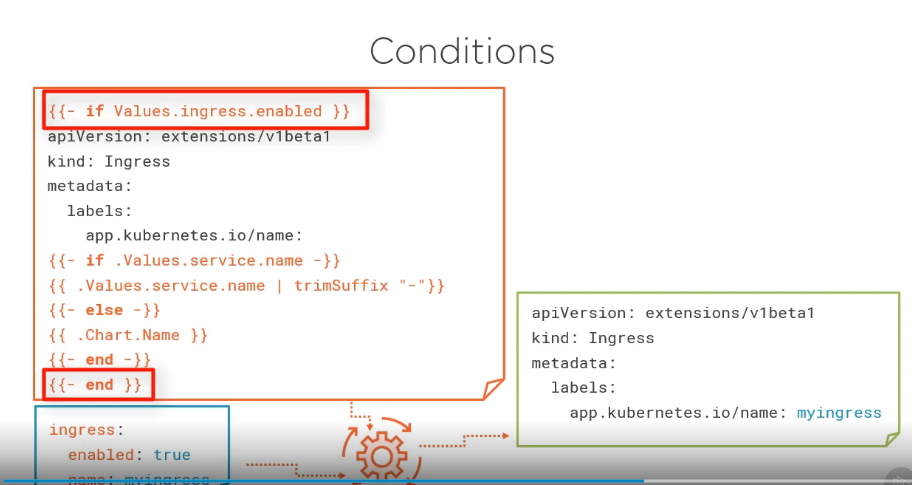 Conditions
{{- if Values.ingress.enabled }}
apiVersion: extensions/v1beta1
kind: Ingress
metadata:
  labels:
    app.kubernetes.io/name:
{{- if .Values.service.name -}}
{{ .Values.service.name | trimSuffix "-"}}
{{- else -}}
{{ .Chart.Name }}
{{- end -}}
{{- end }}
ingress:
  enabled: true
  name: myingress
apiVersion: extensions/v1beta1
kind: Ingress
metadata:
  labels:
    app.kubernetes.io/name: myingress